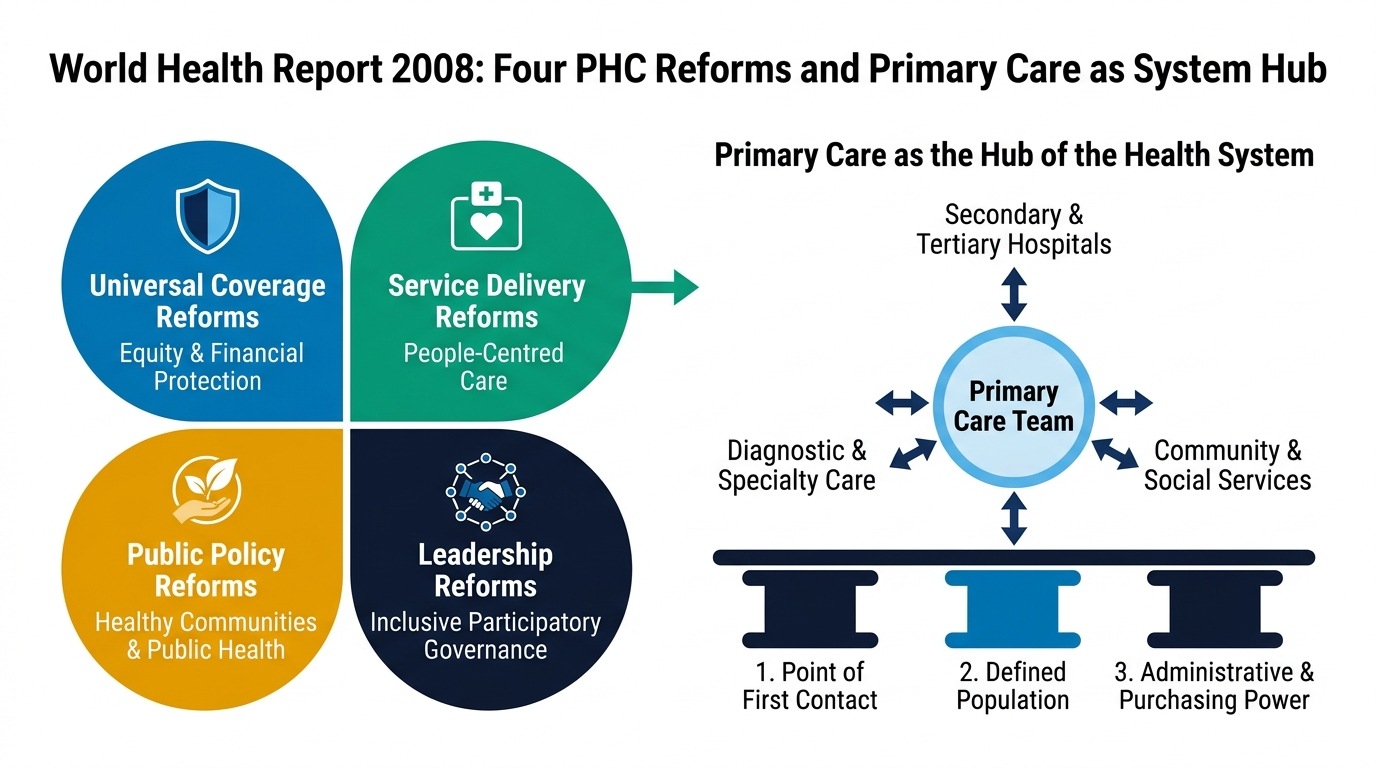 World Health Report 2008: Four PHC Reforms and Primary Care as System Hub
Universal Coverage
Reforms
Equity & Financial
Protection
Service Delivery
Reforms
People-Centred
Care
Public Policy
Reforms
Healthy Communities
& Public Health
Leadership
Reforms
Inclusive Participatory
Governance
Primary Care as the Hub of the Health System
Secondary &
Tertiary Hospitals
Primary
Care Team
Diagnostic &
Specialty Care
Community &
Social Services
1. Point of
First Contact
2. Defined
Population
3. Administrative &
Purchasing Power